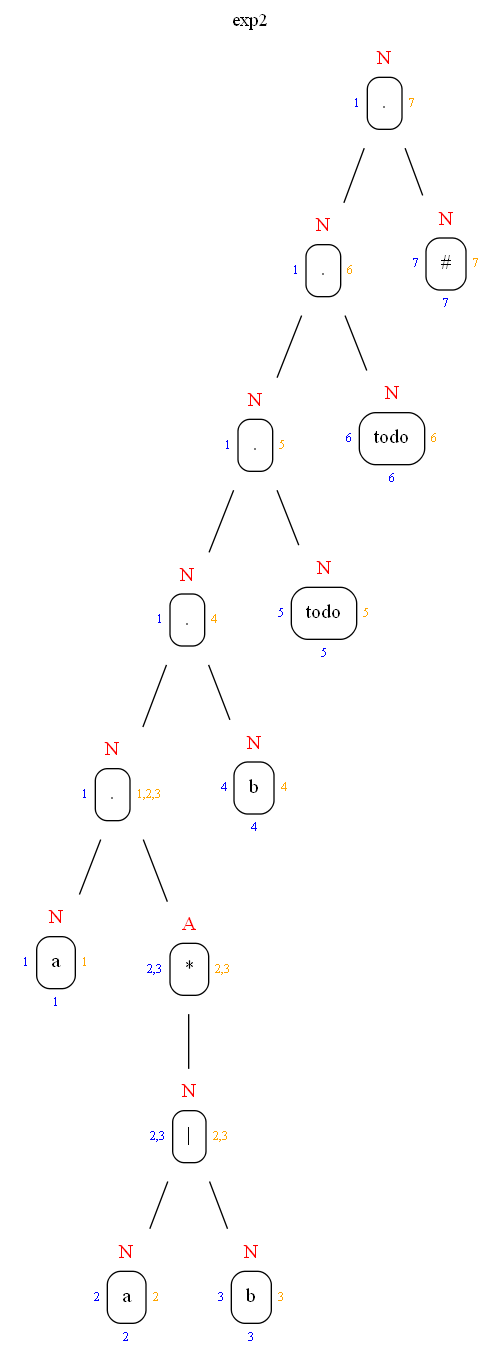 exp2
N
1 . 7
N
N
1 . 6
7 # 7
7
N
N
1 . 5
6 todo 6
6
N
N
1 . 4
5 todo 5
5
N
N
1 . 1,2,3
4 b 4
4
N
A
1 a 1
1
2,3 * 2,3
N
2,3 | 2,3
N
N
2 a 2
2
3 b 3
3